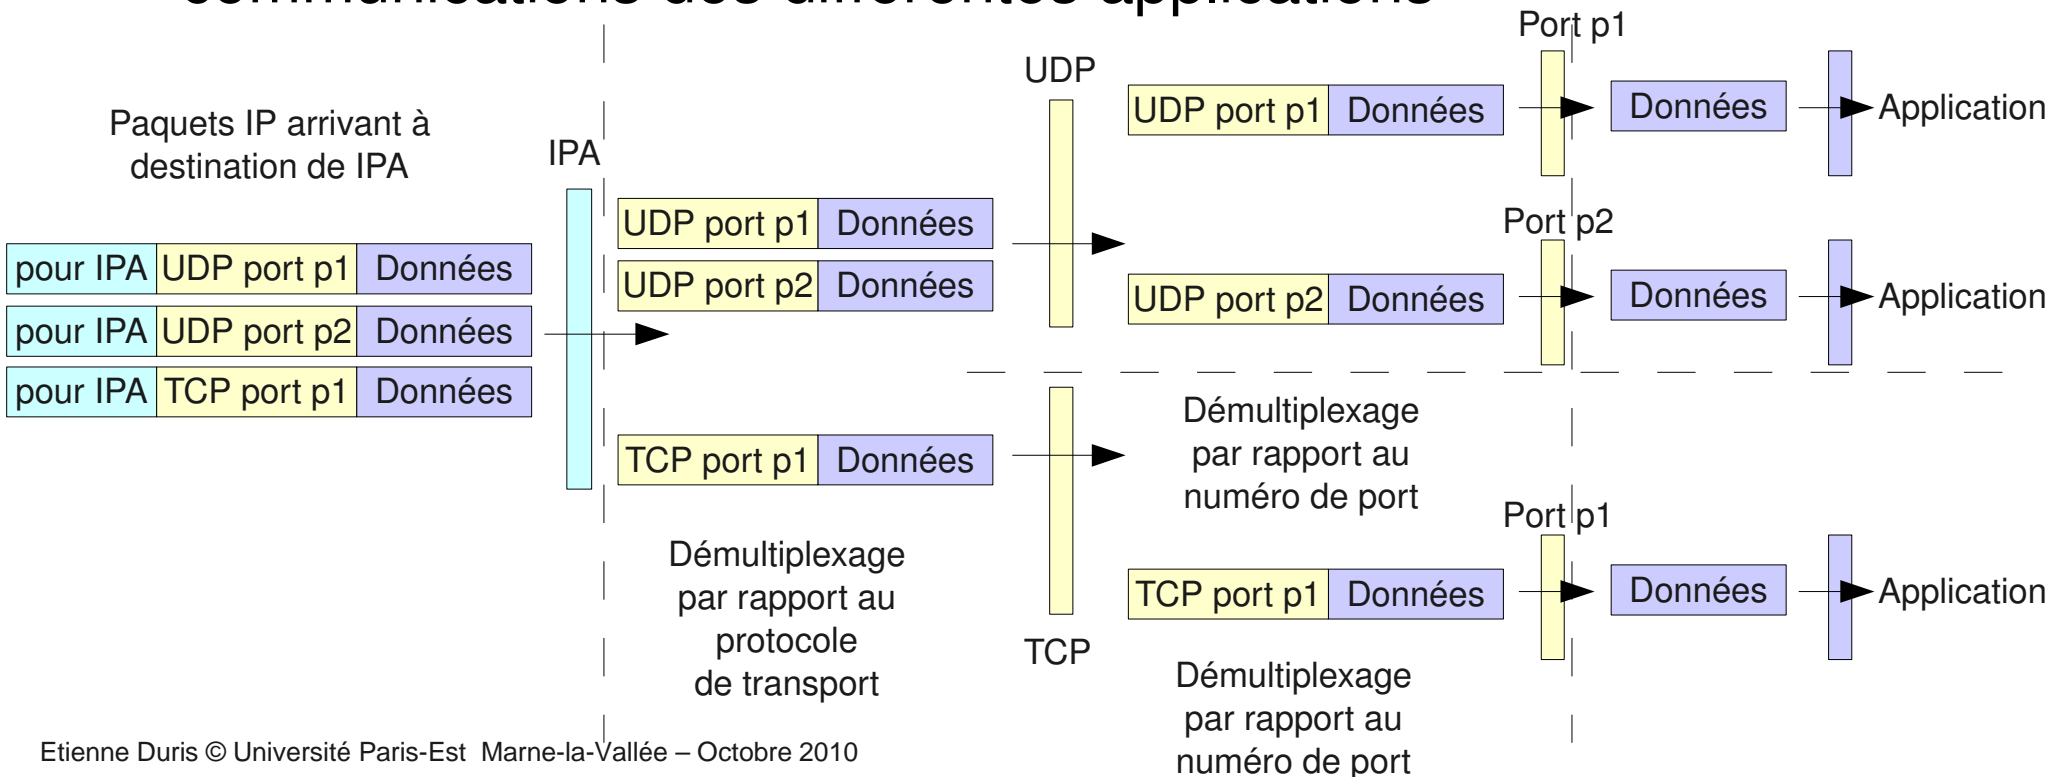 communications des différentes applications
Port p1
UDP
UDP port p1 Données
Données
Application
Paquets IP arrivant à
destination de IPA
IPA
UDP port p1 Données
UDP port p2 Données
Port p2
pour IPA UDP port p1 Données
pour IPA UDP port p2 Données
pour IPA TCP port p1 Données
UDP port p2 Données
Données
Application
TCP port p1 Données
Démultiplexage
par rapport au
numéro de port
Port p1
Démultiplexage
par rapport au
protocole
de transport
TCP
TCP port p1 Données
Données
Application
Démultiplexage
par rapport au
numéro de port
Etienne Duris © Université Paris-Est Marne-la-Vallée – Octobre 2010